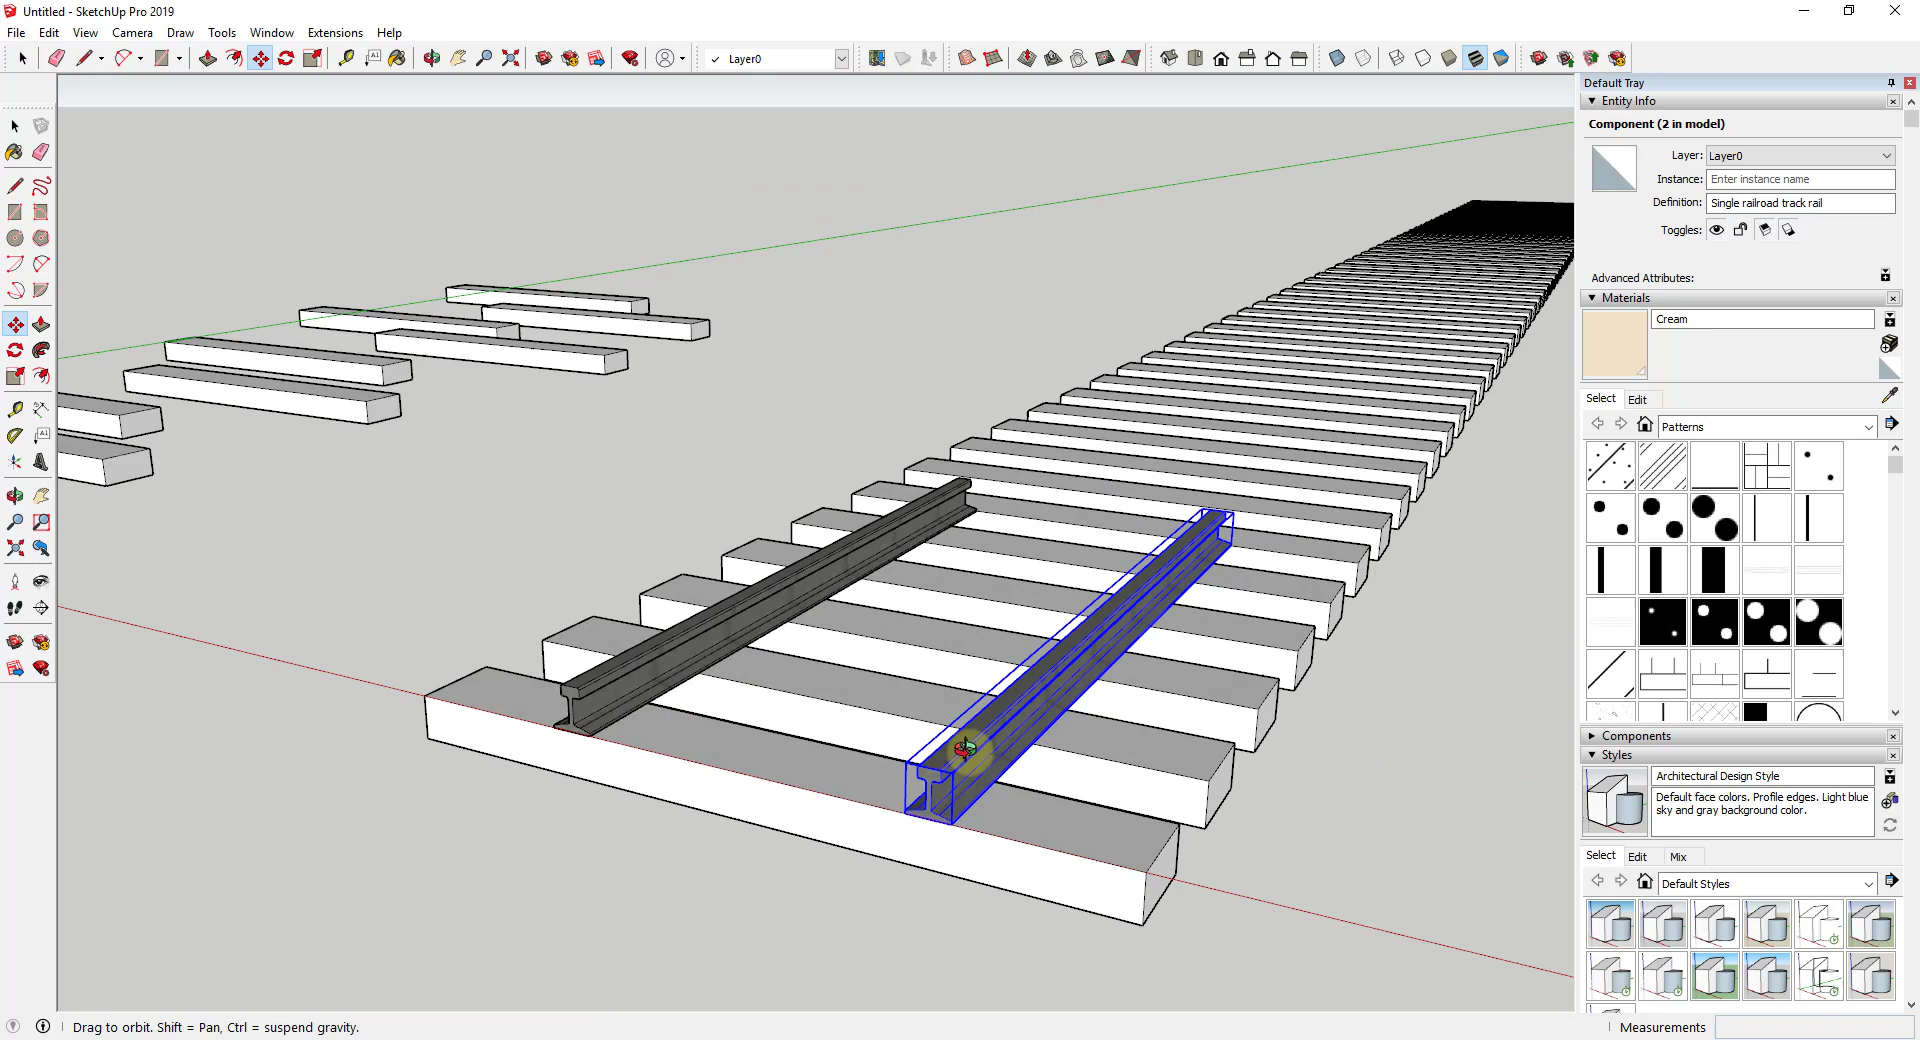 Untitled - SketchUp Pro 2019
File Edit View Camera Draw Tools Window Extensions Help
Layer0
Default Tray
Entity Info
Component (2 in model)
Layer: Layer0
Instance: Enter instance name
Definition: Single railroad track rail
Toggles:
Advanced Attributes:
Materials
Cream
Select Edit
Patterns
Components
Styles
Architectural Design Style
Default face colors. Profile edges. Light blue
sky and gray background color.
Select Edit Mix
Default Styles
Drag to orbit. Shift = Pan, Ctrl = suspend gravity.
Measurements